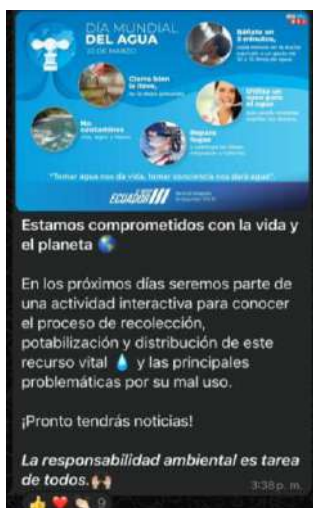 DÍA MUNDIAL
DEL AGUA
22 DE MARZO
Báñate en
5 minutos,
Cierra bien
la llave,
Utiliza un
vaso para
No
contamines
Repara
fugas
"Tomar agua nos da vida, tomar conciencia nos dará agua".
ECUADOR
Estamos comprometidos con la vida y
el planeta 🌎
En los próximos días seremos parte de
una actividad interactiva para conocer
el proceso de recolección,
potabilización y distribución de este
recurso vital 💧 y las principales
problemáticas por su mal uso.
¡Pronto tendrás noticias!
La responsabilidad ambiental es tarea
de todos. 🙌🏼
3:38 p. m.
👍 ❤️ 👏🏻 9